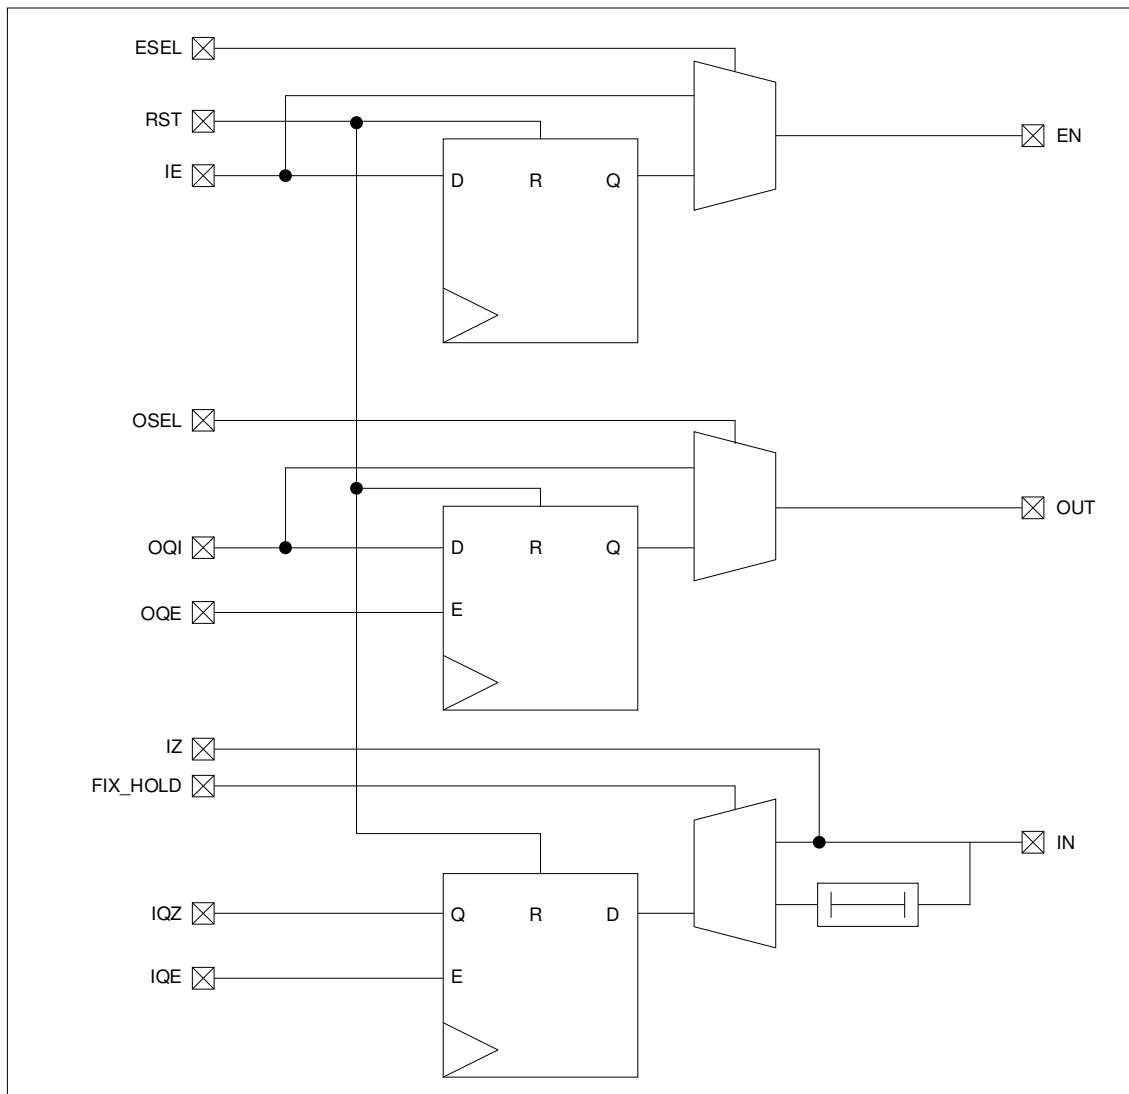 ESEL
RST
IE
D R Q
EN
OSEL
OQI
OQE
D R Q
E
OUT
IZ
FIX_HOLD
IN
IQZ
IQE
Q R D
E